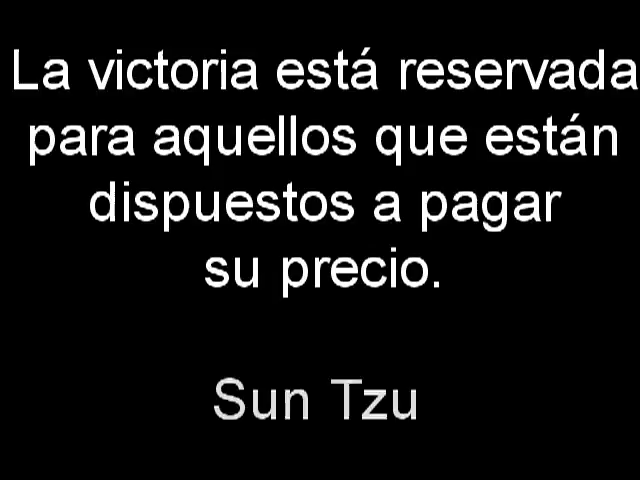 La victoria está reservada
para aquellos que están
dispuestos a pagar
su precio.
Sun Tzu